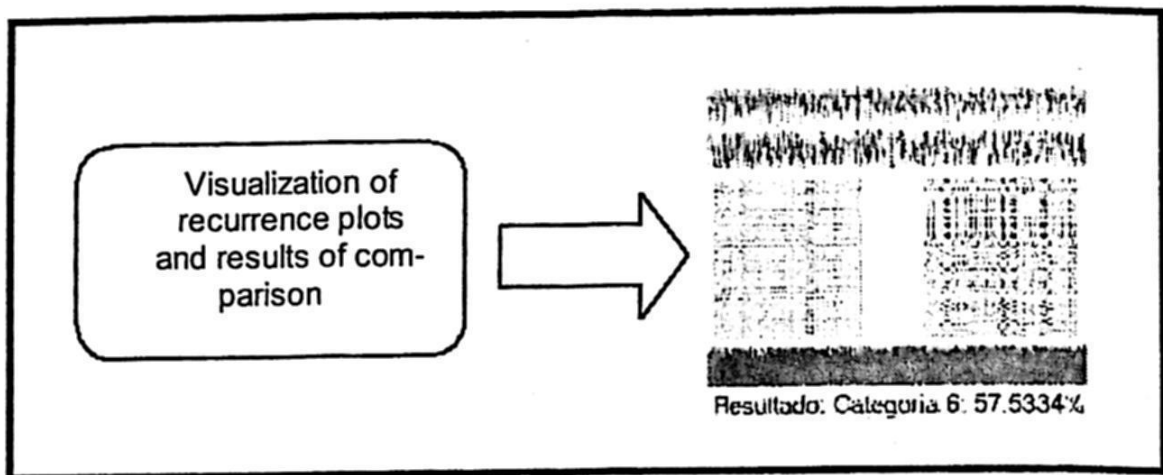 Visualization of
recurrence plots
and results of com-
parison
Resultado: Categoria 6: 57.5334%